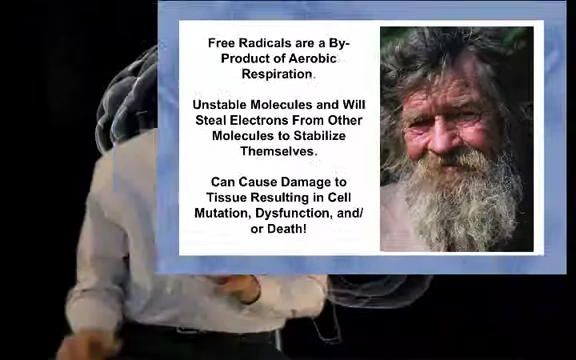 Free Radicals are a By-
Product of Aerobic
Respiration.
Unstable Molecules and Will
Steal Electrons From Other
Molecules to Stabilize
Themselves.
Can Cause Damage to
Tissue Resulting in Cell
Mutation, Dysfunction, and/
or Death!